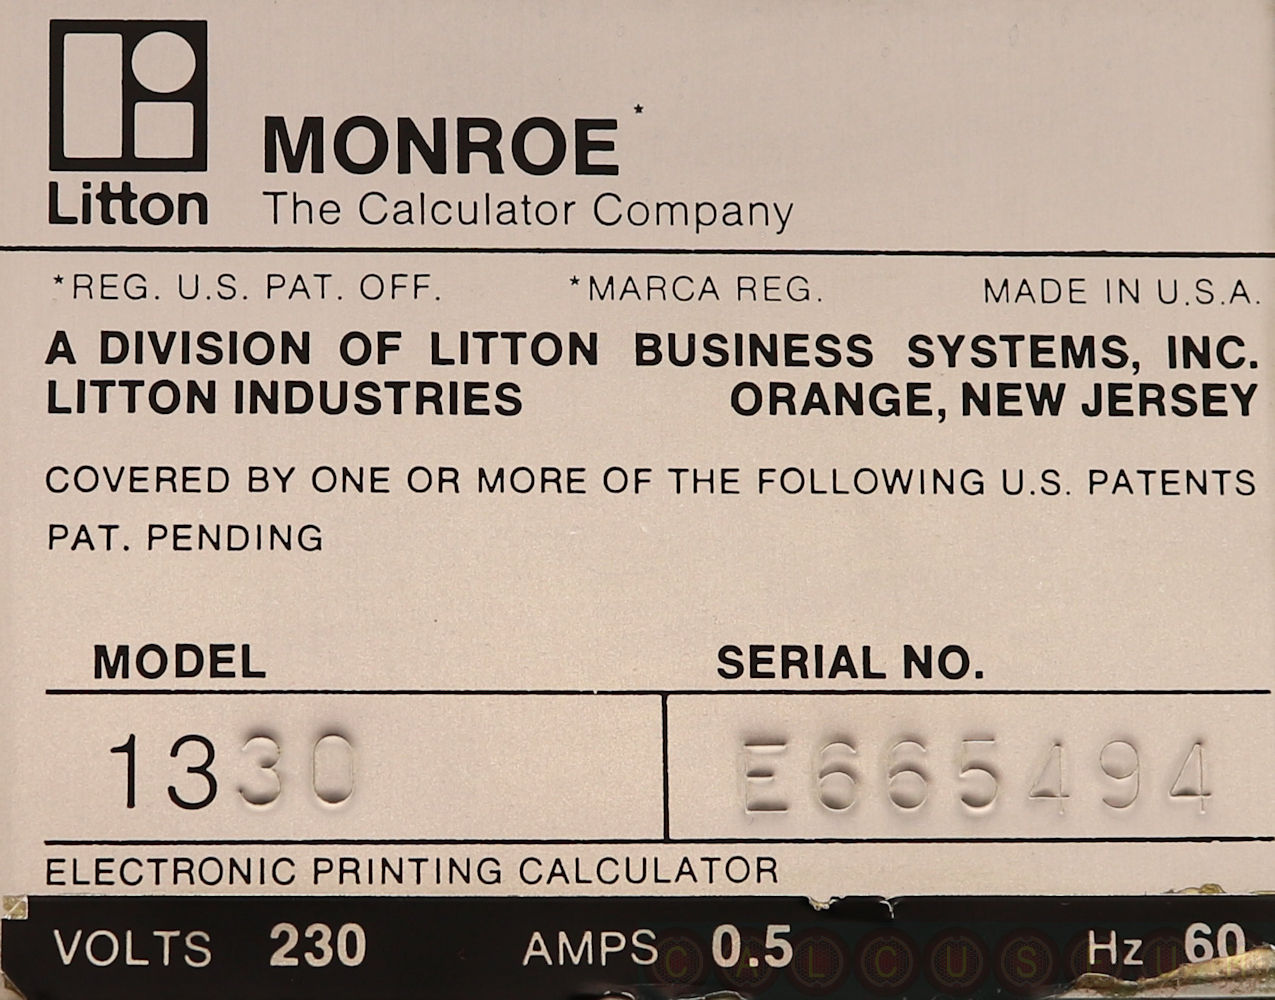 Litton
MONROE*
The Calculator Company
*REG. U.S. PAT. OFF. *MARCA REG. MADE IN U.S.A.
A DIVISION OF LITTON BUSINESS SYSTEMS, INC.
LITTON INDUSTRIES ORANGE, NEW JERSEY
COVERED BY ONE OR MORE OF THE FOLLOWING U.S. PATENTS
PAT. PENDING
MODEL SERIAL NO.
1330 E665494
ELECTRONIC PRINTING CALCULATOR
VOLTS 230 AMPS 0.5 Hz 60